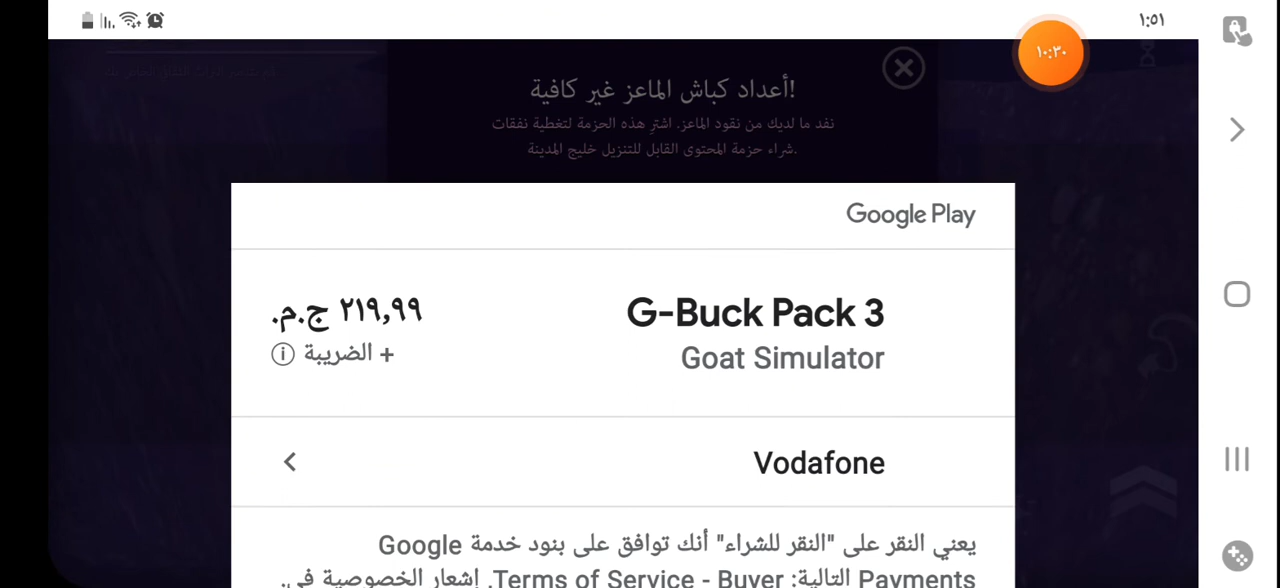 ١:٥١
١٠:٣٠
أعداد كباش الماعز غير كافية!
نفد ما لديك من نقود الماعز. اشترِ هذه الحزمة لتغطية نفقات
شراء حزمة المحتوى القابل للتنزيل خليج المدينة.
Google Play
G-Buck Pack 3
٢١٩,٩٩ ج.م.
Goat Simulator
+ الضريبة
Vodafone
يعني النقر على "النقر للشراء" أنك توافق على بنود خدمة Google
Payments التالية: Terms of Service - Buyer. إشعار الخصوصية في.